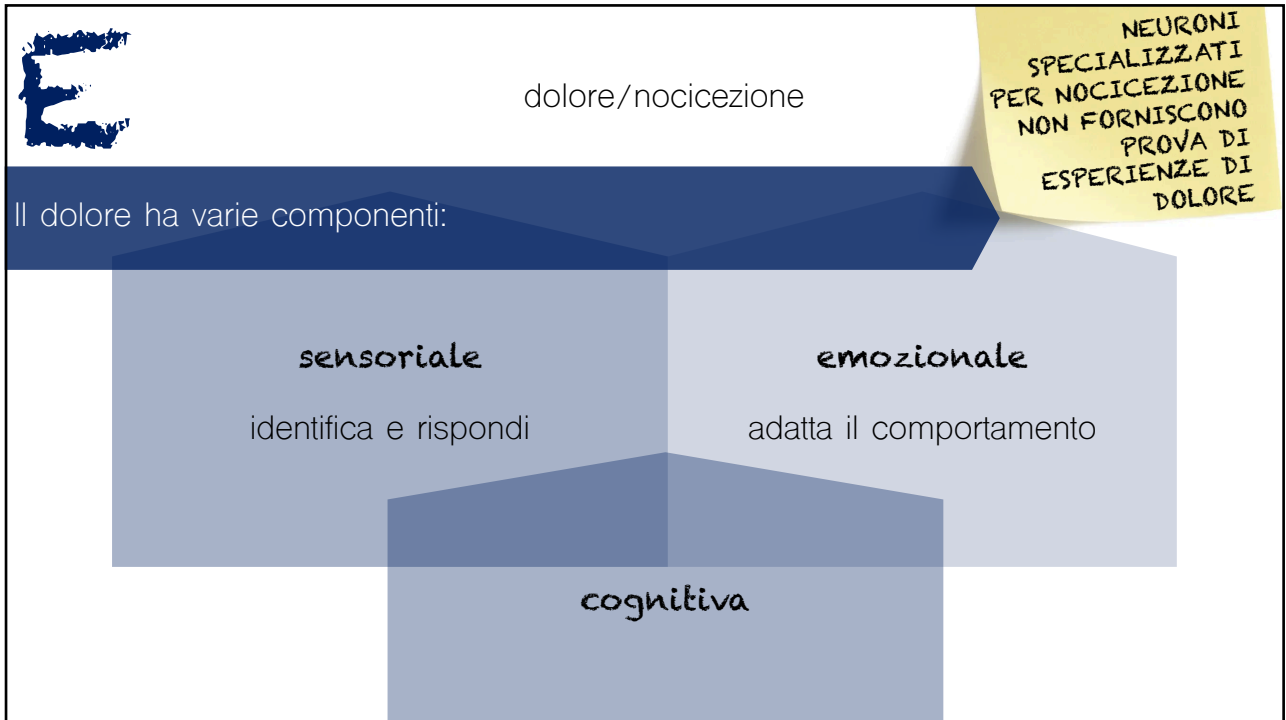 E
dolore/nocicezione
NEURONI
SPECIALIZZATI
PER NOCICEZIONE
NON FORNISCONO
PROVA DI
ESPERIENZE DI
DOLORE
Il dolore ha varie componenti:
sensoriale
identifica e rispondi
emozionale
adatta il comportamento
cognitiva